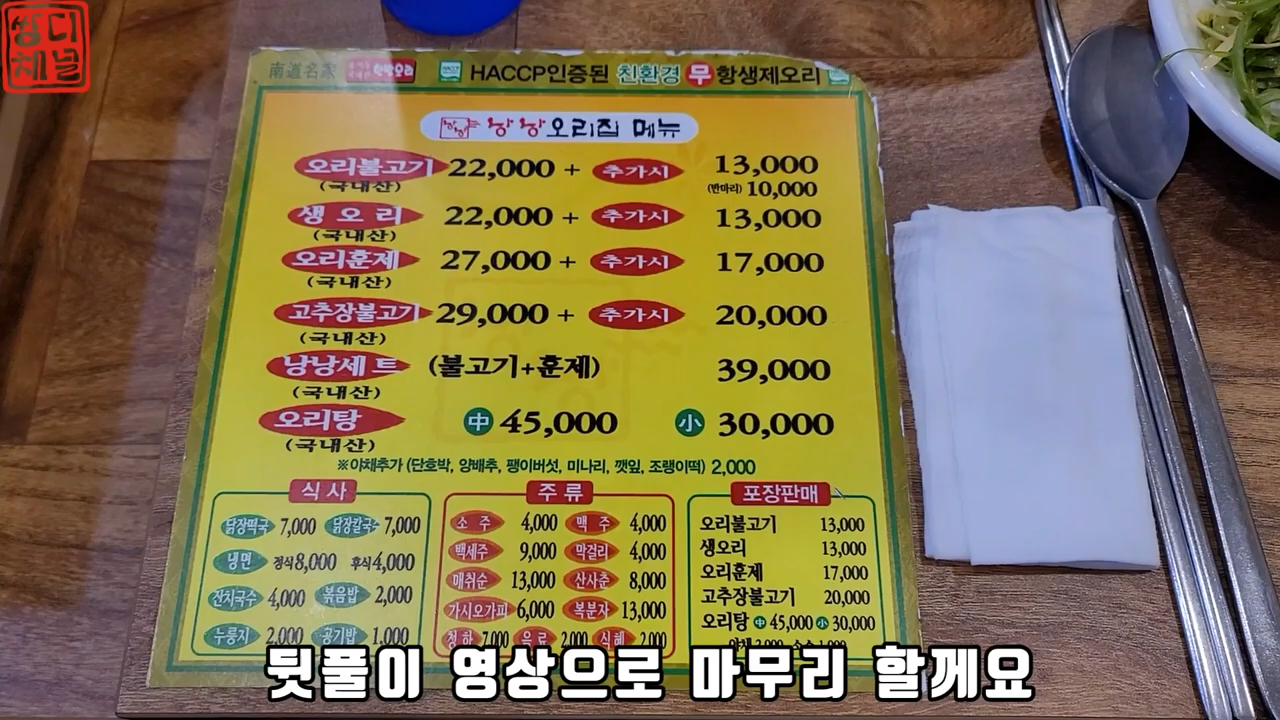 씽디
채널
南道名家
HACCP인증된 친환경 무항생제오리
낭낭오리집 메뉴
오리불고기 22,000 + 추가시 13,000
(국내산) (반마리) 10,000
생오리 22,000 + 추가시 13,000
(국내산)
오리훈제 27,000 + 추가시 17,000
(국내산)
고추장불고기 29,000 + 추가시 20,000
(국내산)
낭낭세트 (불고기+훈제) 39,000
(국내산)
오리탕 中 45,000 小 30,000
(국내산)
※야채추가 (단호박, 양배추, 팽이버섯, 미나리, 깻잎, 조랭이떡) 2,000
식사
닭장떡국 7,000 닭장칼국수 7,000
냉면 정식 8,000 후식 4,000
잔치국수 4,000 볶음밥 2,000
누룽지 2,000 공기밥 1,000
주류
소주 4,000 맥주 4,000
백세주 9,000 막걸리 4,000
매취순 13,000 산사춘 8,000
가시오가피 6,000 복분자 13,000
청하 7,000 음료 2,000 식혜 2,000
포장판매
오리불고기 13,000
생오리 13,000
오리훈제 17,000
고추장불고기 20,000
오리탕 中 45,000 小 30,000
뒷풀이 영상으로 마무리 할께요